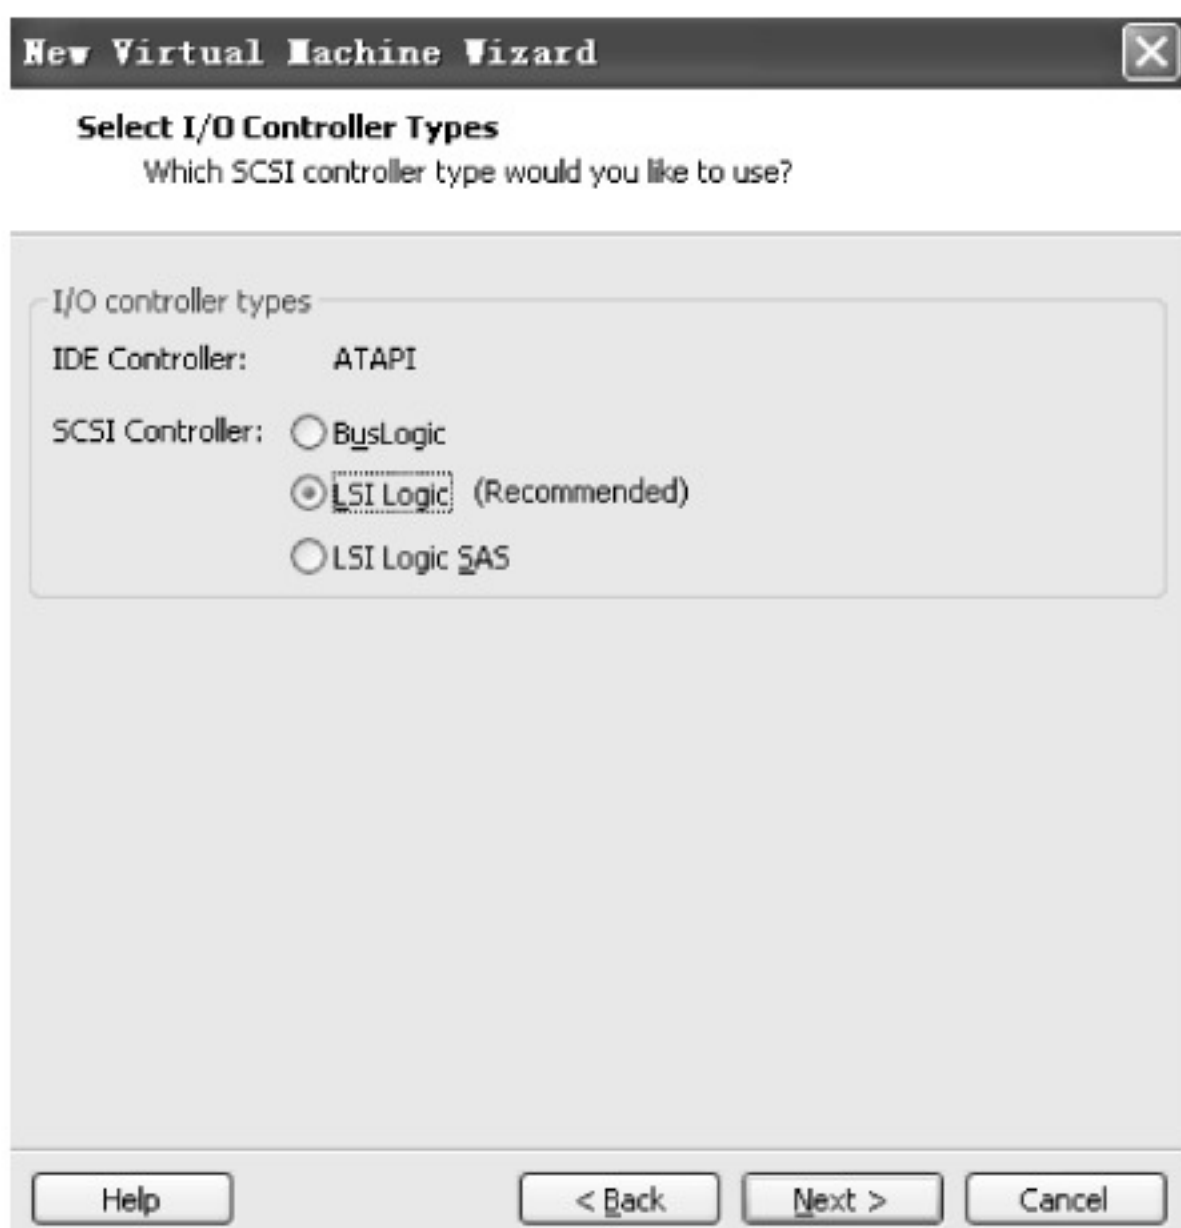 New Virtual Machine Wizard
Select I/O Controller Types
Which SCSI controller type would you like to use?
I/O controller types
IDE Controller: ATAPI
SCSI Controller: BusLogic
LSI Logic (Recommended)
LSI Logic SAS
Help < Back Next > Cancel